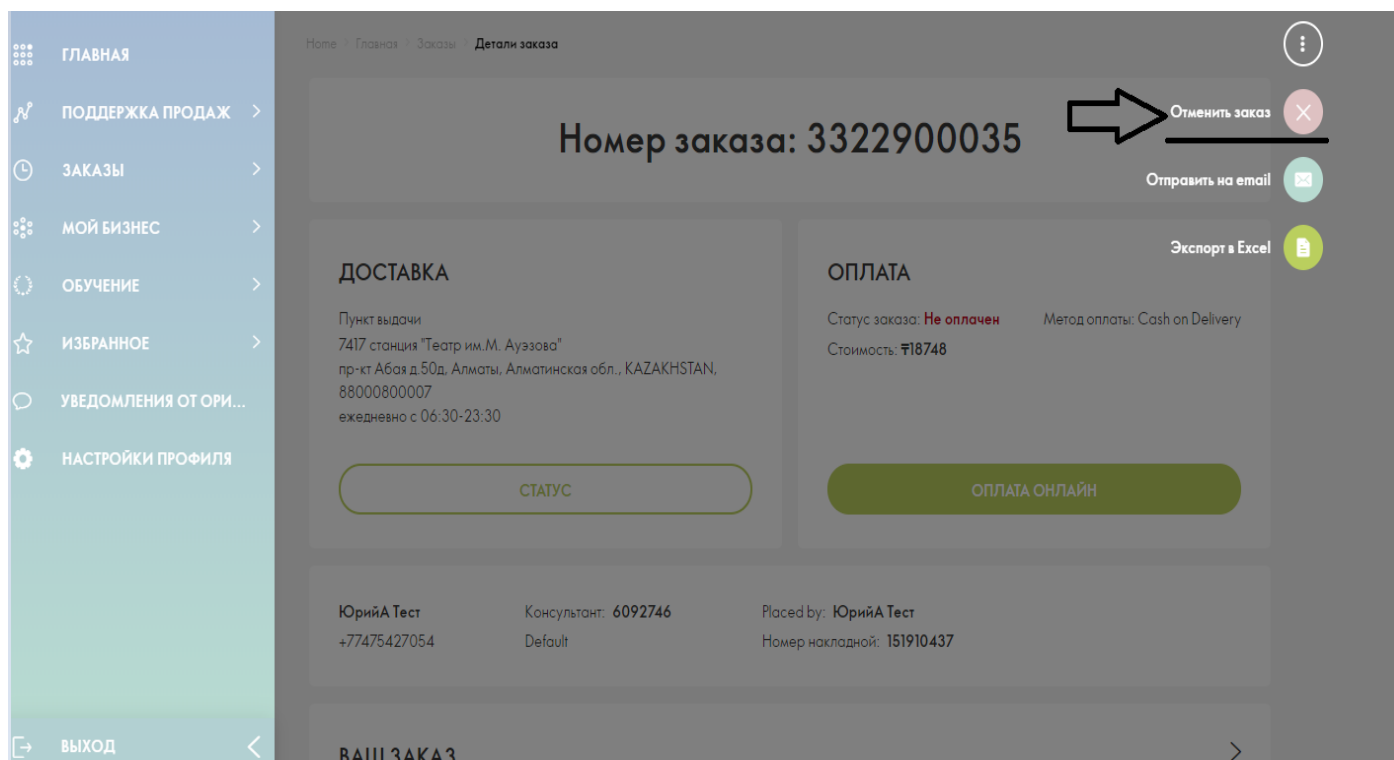 ГЛАВНАЯ
ПОДДЕРЖКА ПРОДАЖ
ЗАКАЗЫ
МОЙ БИЗНЕС
ОБУЧЕНИЕ
ИЗБРАННОЕ
УВЕДОМЛЕНИЯ ОТ ОРИ...
НАСТРОЙКИ ПРОФИЛЯ
ВЫХОД
Home > Главная > Заказы > Детали заказа
Номер заказа: 3322900035
Отменить заказ
Отправить на email
Экспорт в Excel
ДОСТАВКА
Пункт выдачи
7417 станция "Театр им.М. Ауэзова"
пр-кт Абая д.50д, Алматы, Алматинская обл., KAZAKHSTAN,
88000800007
ежедневно с 06:30-23:30
СТАТУС
ОПЛАТА
Статус заказа: Не оплачен Метод оплаты: Cash on Delivery
Стоимость: ₸18748
ОПЛАТА ОНЛАЙН
ЮрийА Тест Консультант: 6092746 Placed by: ЮрийА Тест
+77475427054 Default Номер накладной: 151910437
ВАШ ЗАКАЗ